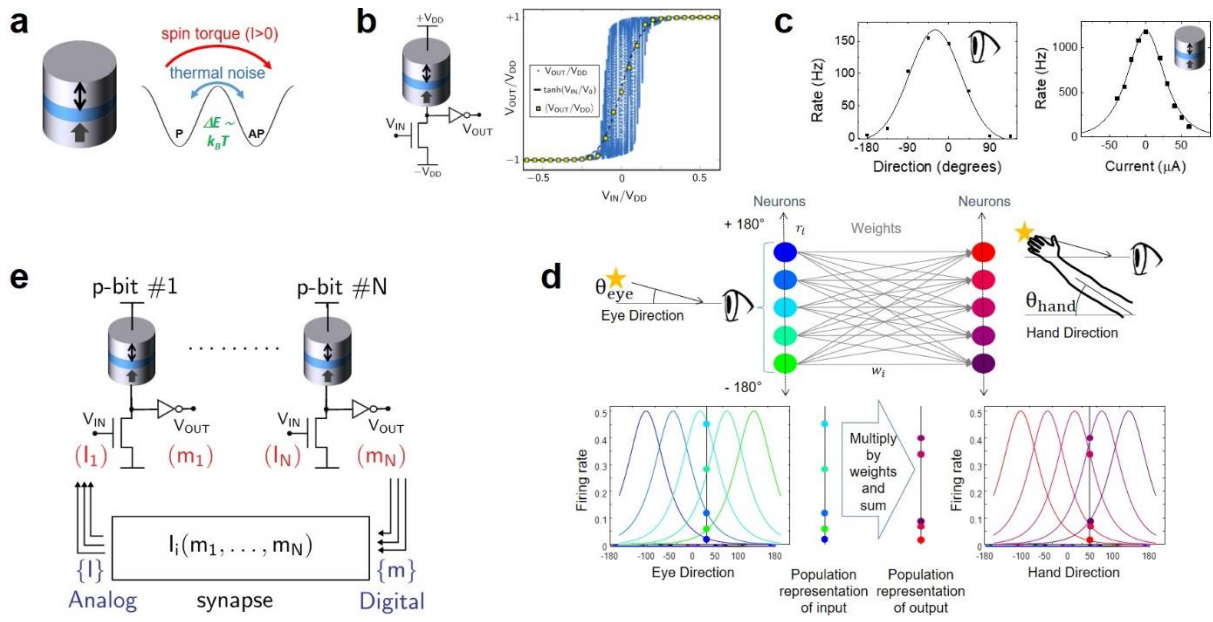 a
spin torque (I>0)
thermal noise
P
ΔE ~
k_BT
AP
b
+V_DD
V_IN
V_OUT
−V_DD
V_OUT/V_DD
+1
−1
V_OUT/V_DD
tanh(V_IN/V_0)
⟨V_OUT/V_DD⟩
−0.5
0.0
0.5
V_IN/V_DD
c
Rate (Hz)
150
100
50
0
-180
-90
0
90
Direction (degrees)
Rate (Hz)
1000
500
0
-50
0
50
Current (µA)
d
Neurons
Neurons
+ 180°
r_i
Weights
θ_eye
Eye Direction
θ_hand
Hand Direction
w_i
- 180°
Firing rate
0.5
0.4
0.3
0.2
0.1
0
-180
-100
-50
0
50
100
180
Eye Direction
Multiply
by
weights
and
sum
Firing rate
0.5
0.4
0.3
0.2
0.1
0
-180
-100
-50
0
50
100
180
Hand Direction
Population
representation
of input
Population
representation
of output
e
p-bit #1
p-bit #N
V_IN
V_OUT
(I_1)
(m_1)
V_IN
V_OUT
(I_N)
(m_N)
I_i(m_1, . . . , m_N)
{I}
Analog
synapse
{m}
Digital